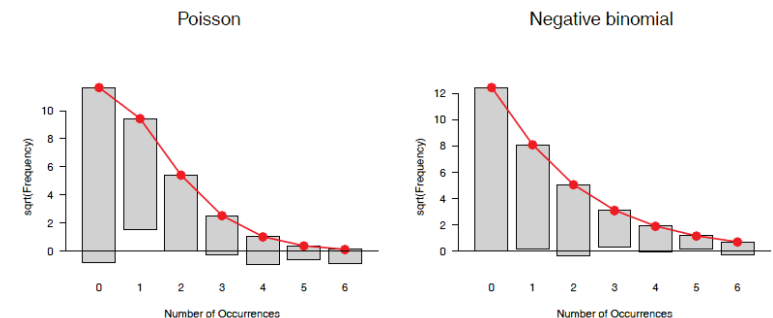 Poisson
sqrt(Frequency)
10
8
6
4
2
0
0 1 2 3 4 5 6
Number of Occurrences
Negative binomial
sqrt(Frequency)
12
10
8
6
4
2
0
0 1 2 3 4 5 6
Number of Occurrences